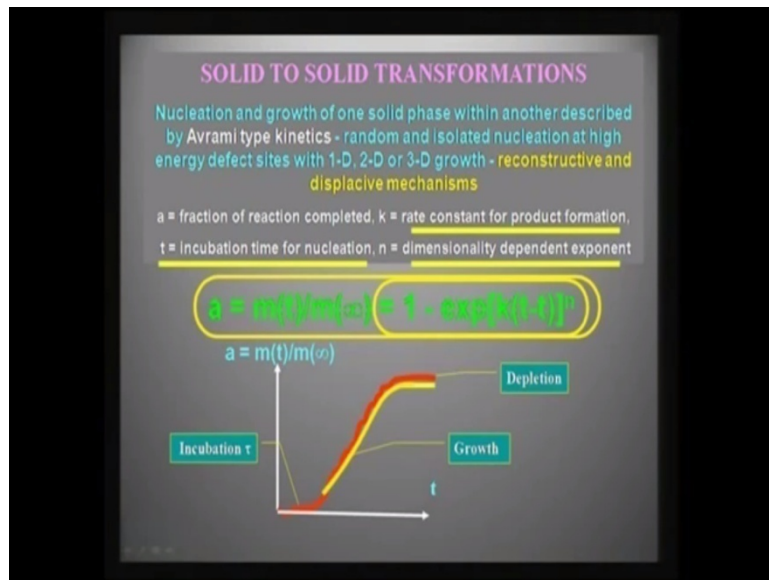 SOLID TO SOLID TRANSFORMATIONS
Nucleation and growth of one solid phase within another described
by Avrami type kinetics - random and isolated nucleation at high
energy defect sites with 1-D, 2-D or 3-D growth - reconstructive and
displacive mechanisms
a = fraction of reaction completed, k = rate constant for product formation,
t = incubation time for nucleation, n = dimensionality dependent exponent
a = m(t)/m(∞) = 1 - exp[k(t-t)]ⁿ
a = m(t)/m(∞)
Depletion
Incubation τ
Growth
t